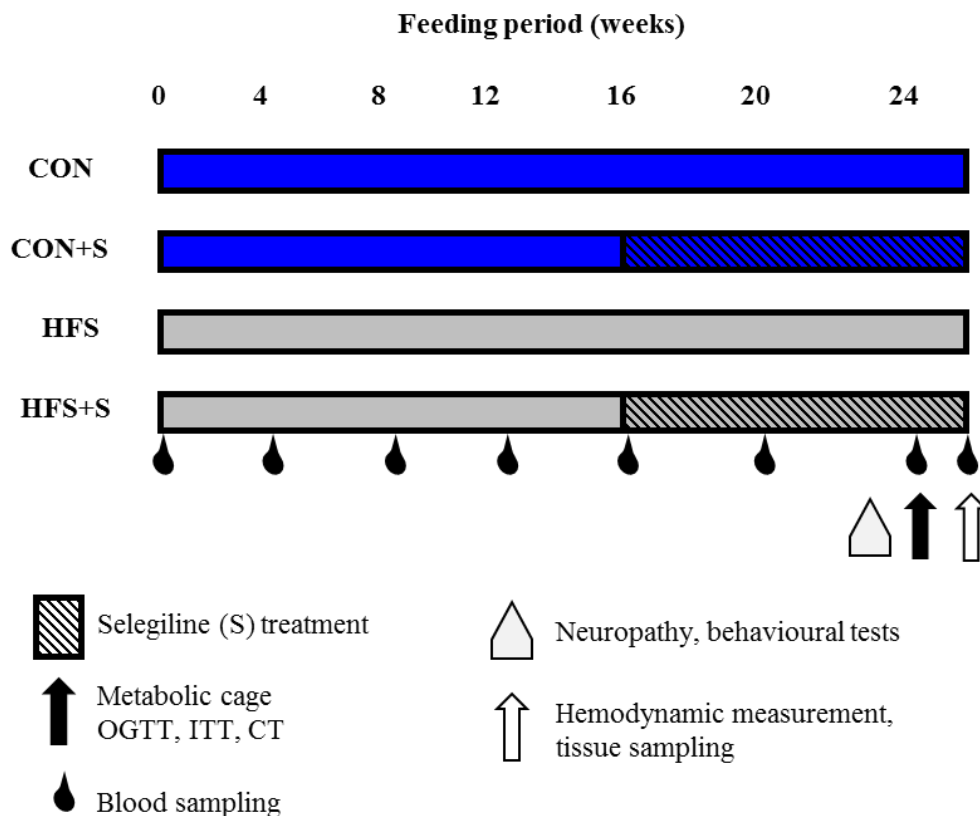 Feeding period (weeks)
0 4 8 12 16 20 24
CON
CON+S
HFS
HFS+S
Selegiline (S) treatment
Neuropathy, behavioural tests
Metabolic cage
OGTT, ITT, CT
Hemodynamic measurement,
tissue sampling
Blood sampling